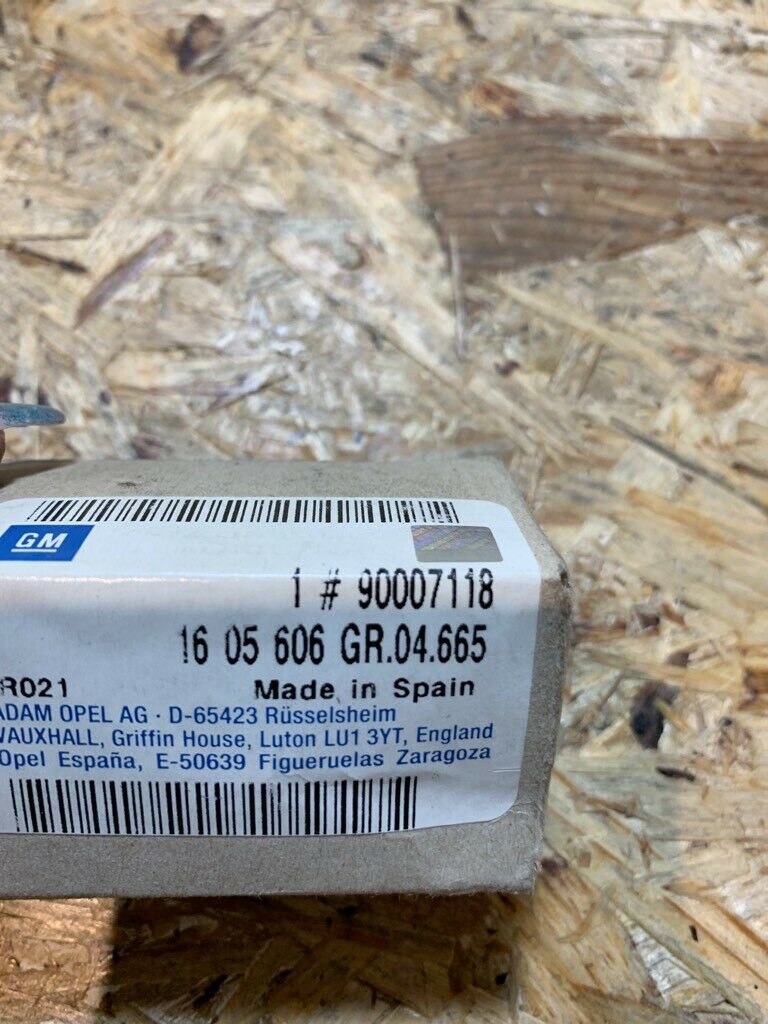 GM
1 # 90007118
16 05 606 GR.04.665
R021 Made in Spain
ADAM OPEL AG · D-65423 Rüsselsheim
VAUXHALL, Griffin House, Luton LU1 3YT, England
Opel España, E-50639 Figueruelas Zaragoza